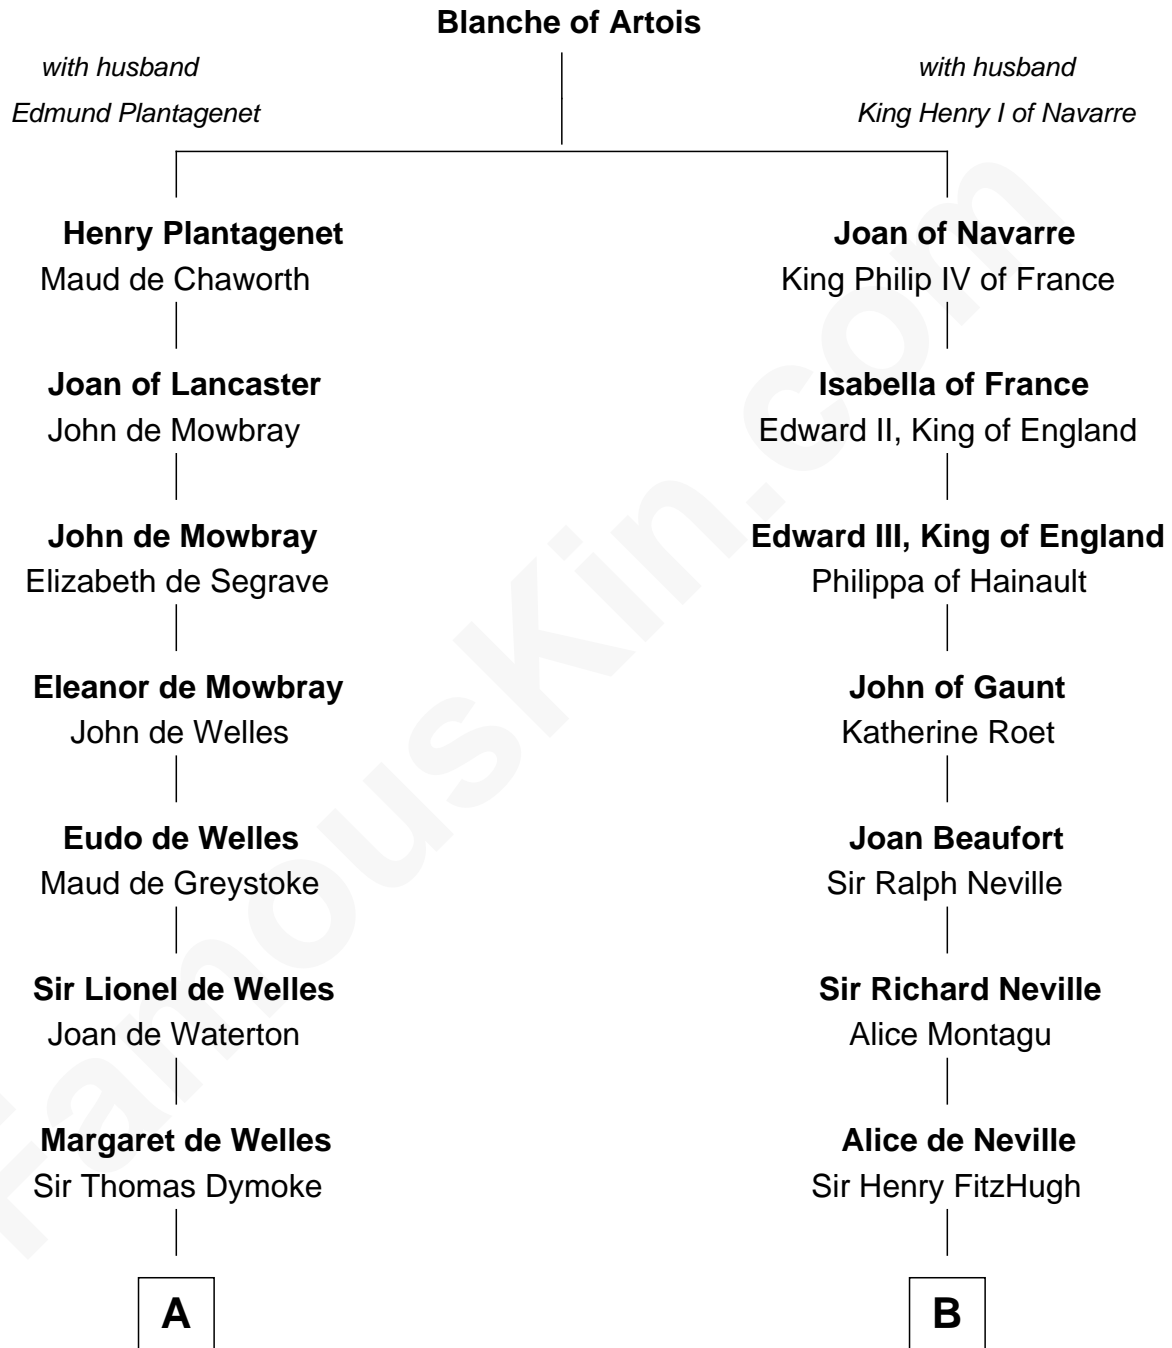 Blanche of Artois
with husband
Edmund Plantagenet
with husband
King Henry I of Navarre
Henry Plantagenet
Maud de Chaworth
Joan of Lancaster
John de Mowbray
John de Mowbray
Elizabeth de Segrave
Eleanor de Mowbray
John de Welles
Eudo de Welles
Maud de Greystoke
Sir Lionel de Welles
Joan de Waterton
Margaret de Welles
Sir Thomas Dymoke
A
Joan of Navarre
King Philip IV of France
Isabella of France
Edward II, King of England
Edward III, King of England
Philippa of Hainault
John of Gaunt
Katherine Roet
Joan Beaufort
Sir Ralph Neville
Sir Richard Neville
Alice Montagu
Alice de Neville
Sir Henry FitzHugh
B
FamousKin.com